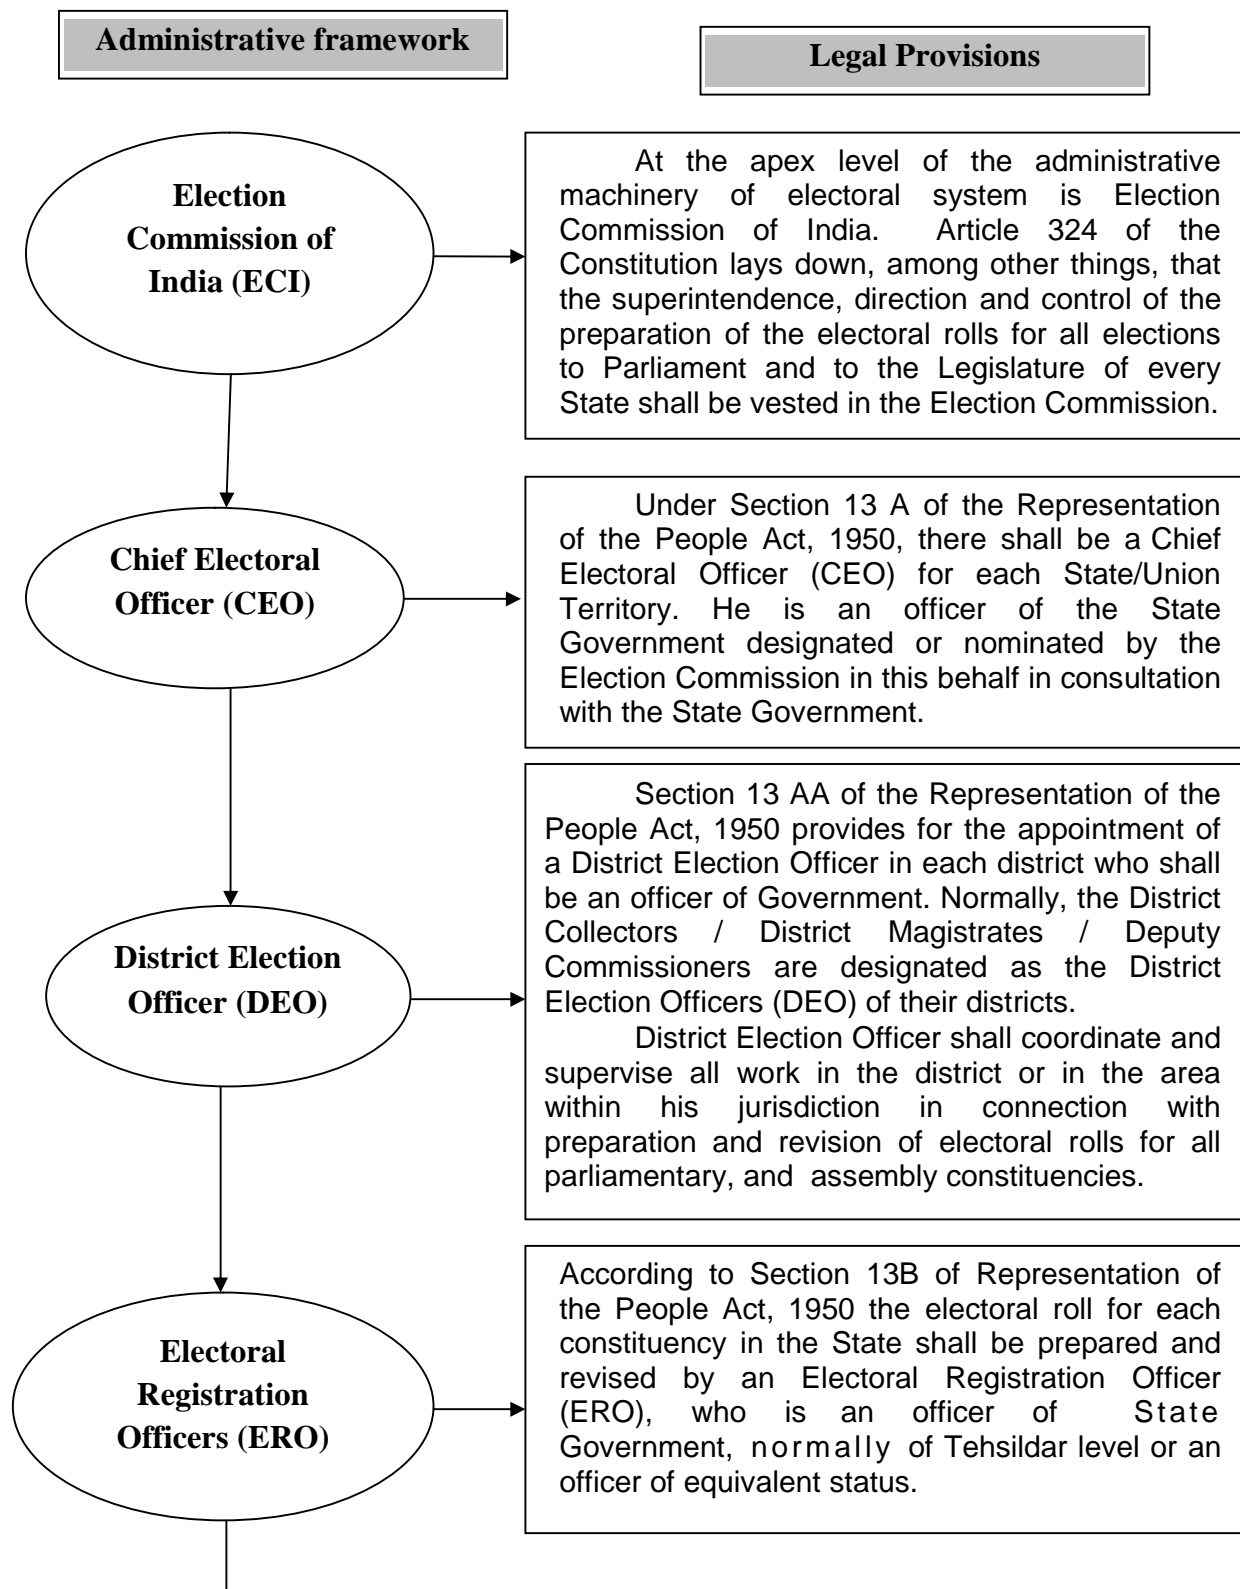 Administrative framework
Legal Provisions
Election
Commission of
India (ECI)
At the apex level of the administrative
machinery of electoral system is Election
Commission of India. Article 324 of the
Constitution lays down, among other things, that
the superintendence, direction and control of the
preparation of the electoral rolls for all elections
to Parliament and to the Legislature of every
State shall be vested in the Election Commission.
Chief Electoral
Officer (CEO)
Under Section 13 A of the Representation
of the People Act, 1950, there shall be a Chief
Electoral Officer (CEO) for each State/Union
Territory. He is an officer of the State
Government designated or nominated by the
Election Commission in this behalf in consultation
with the State Government.
District Election
Officer (DEO)
Section 13 AA of the Representation of the
People Act, 1950 provides for the appointment of
a District Election Officer in each district who shall
be an officer of Government. Normally, the District
Collectors / District Magistrates / Deputy
Commissioners are designated as the District
Election Officers (DEO) of their districts.
District Election Officer shall coordinate and
supervise all work in the district or in the area
within his jurisdiction in connection with
preparation and revision of electoral rolls for all
parliamentary, and assembly constituencies.
Electoral
Registration
Officers (ERO)
According to Section 13B of Representation of
the People Act, 1950 the electoral roll for each
constituency in the State shall be prepared and
revised by an Electoral Registration Officer
(ERO), who is an officer of State
Government, normally of Tehsildar level or an
officer of equivalent status.